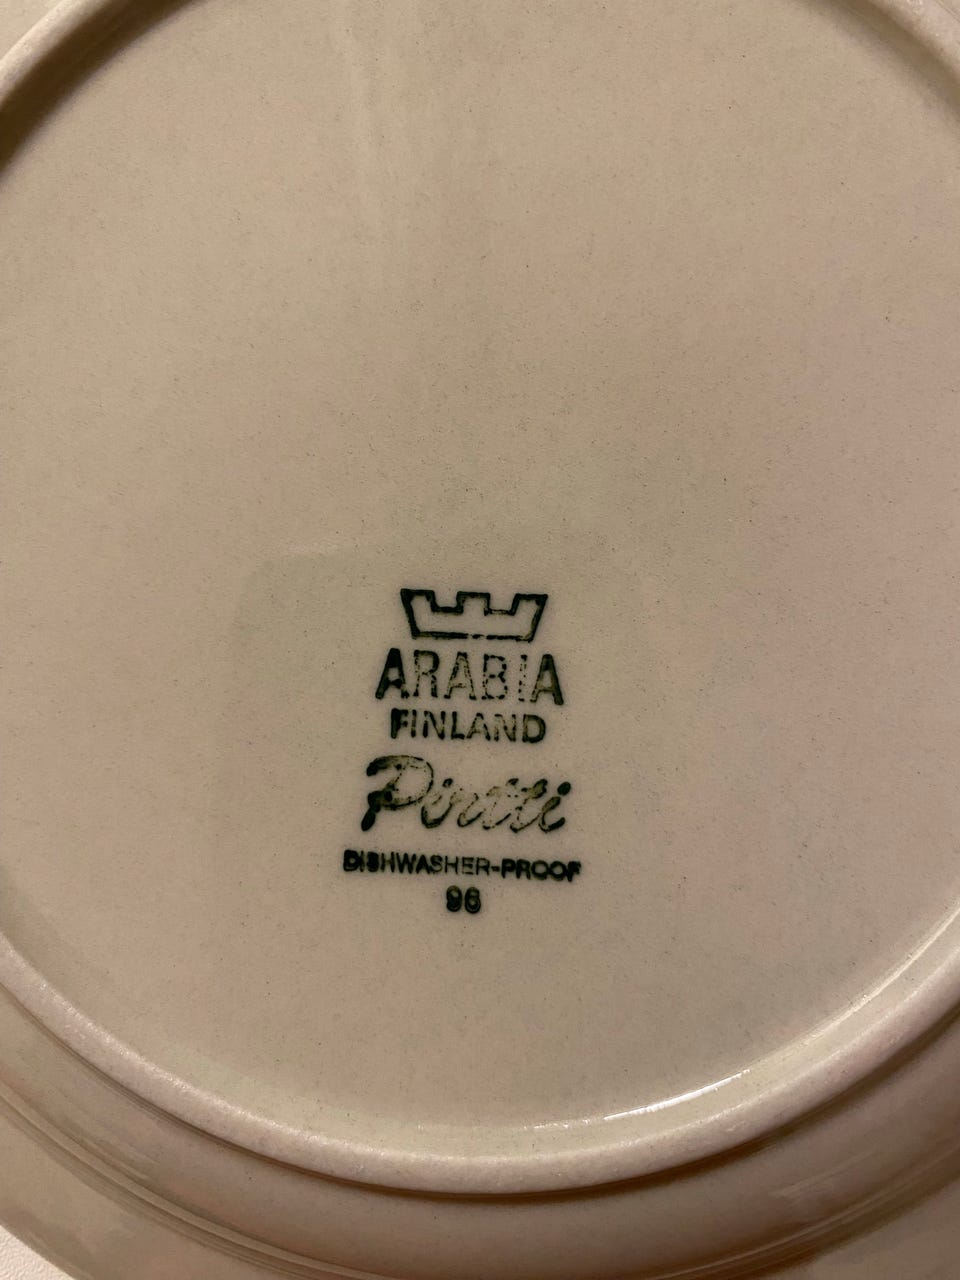 ARABIA
FINLAND
Pirtti
DISHWASHER-PROOF
96